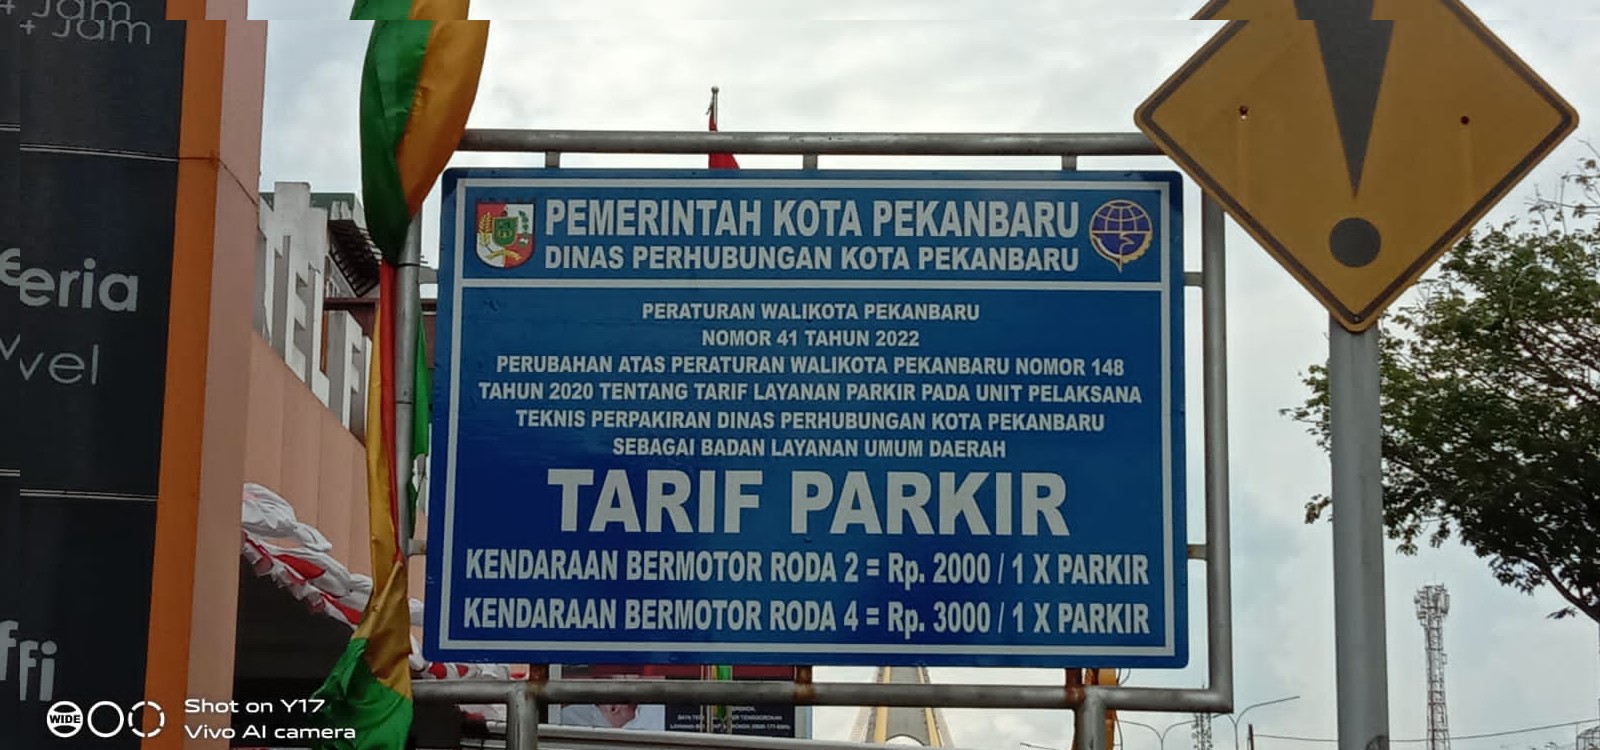 + Jam
+ Jam
eria
wel
ffi
PEMERINTAH KOTA PEKANBARU
DINAS PERHUBUNGAN KOTA PEKANBARU
PERATURAN WALIKOTA PEKANBARU
NOMOR 41 TAHUN 2022
PERUBAHAN ATAS PERATURAN WALIKOTA PEKANBARU NOMOR 148
TAHUN 2020 TENTANG TARIF LAYANAN PARKIR PADA UNIT PELAKSANA
TEKNIS PERPAKIRAN DINAS PERHUBUNGAN KOTA PEKANBARU
SEBAGAI BADAN LAYANAN UMUM DAERAH
TARIF PARKIR
KENDARAAN BERMOTOR RODA 2 = Rp. 2000 / 1 X PARKIR
KENDARAAN BERMOTOR RODA 4 = Rp. 3000 / 1 X PARKIR
WIDE
Shot on Y17
Vivo AI camera